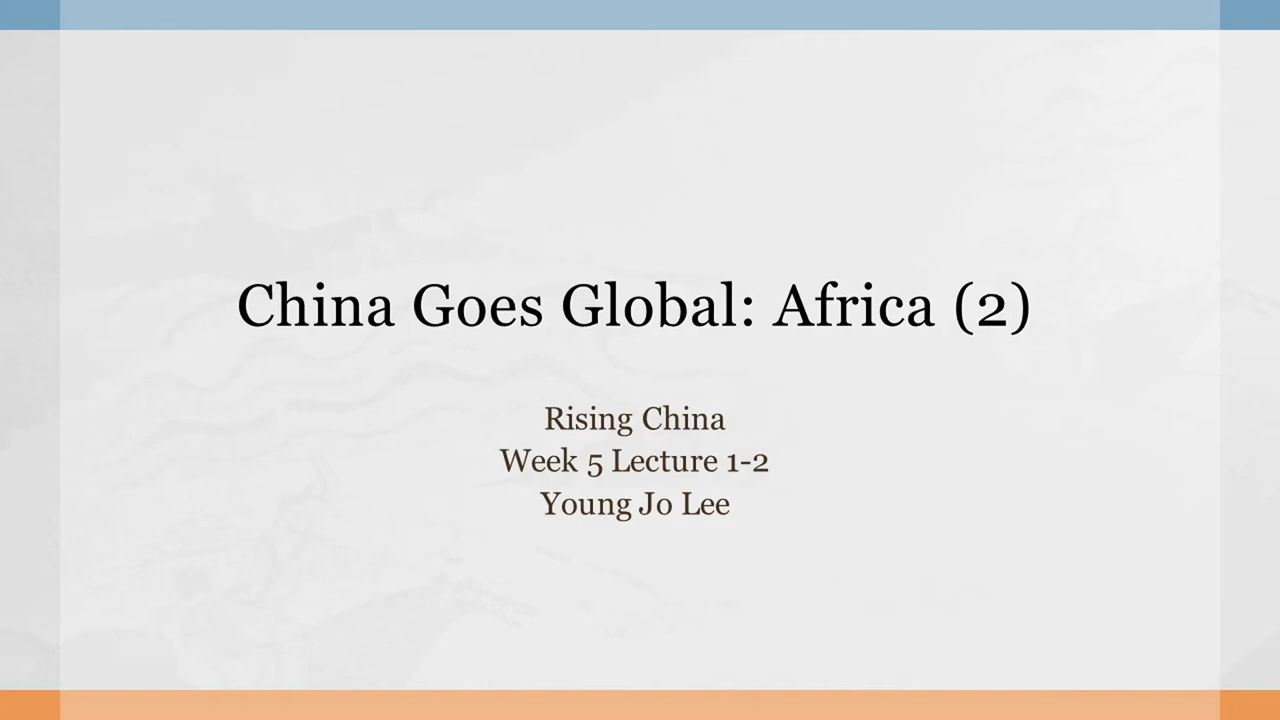 China Goes Global: Africa (2)
Rising China
Week 5 Lecture 1-2
Young Jo Lee